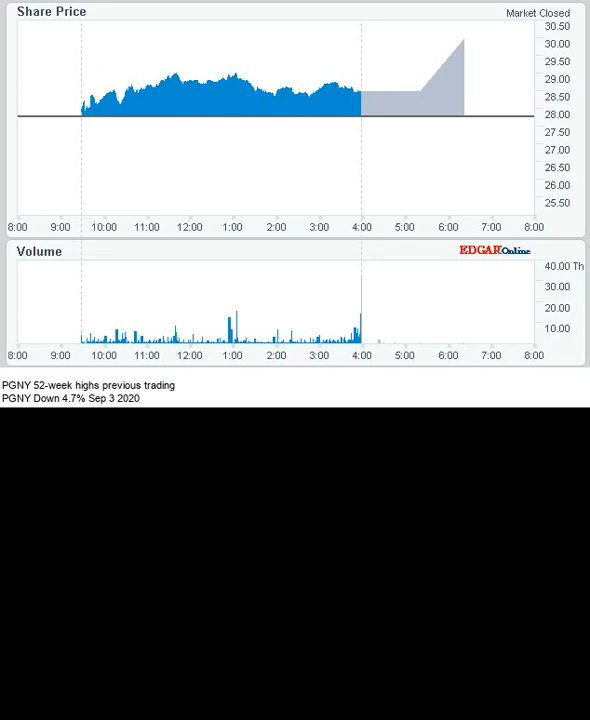 Share Price
Market Closed
30.50
30.00
29.50
29.00
28.50
28.00
27.50
27.00
26.50
26.00
25.50
8:00 9:00 10:00 11:00 12:00 1:00 2:00 3:00 4:00 5:00 6:00 7:00 8:00
Volume
EDGAR Online
40.00 Th
30.00
20.00
10.00
8:00 9:00 10:00 11:00 12:00 1:00 2:00 3:00 4:00 5:00 6:00 7:00 8:00
PGNY 52-week highs previous trading
PGNY Down 4.7% Sep 3 2020